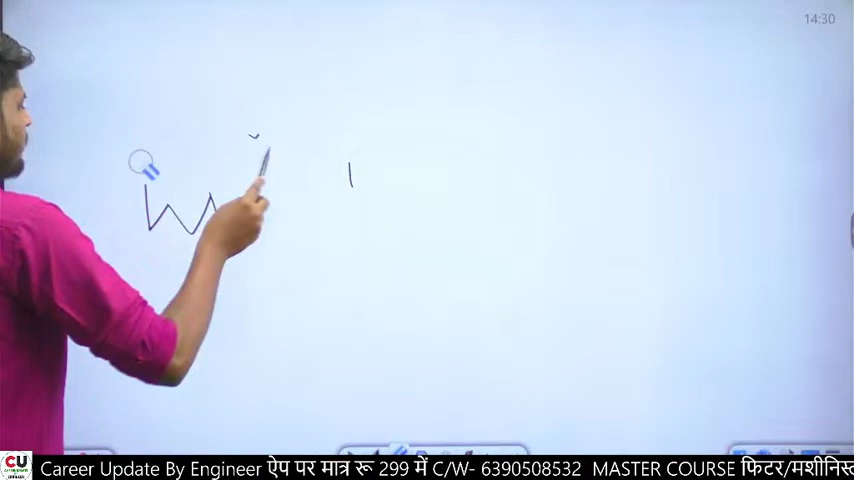 14:30
W
CU
Career Update By Engineer ऐप पर मात्र रू 299 में C/W- 6390508532 MASTER COURSE फिटर/मशीनिस्ट